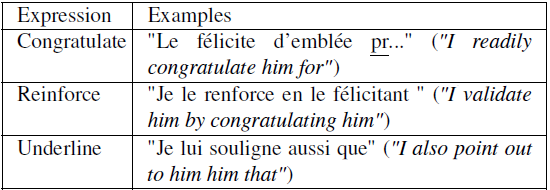 Expression Examples
Congratulate "Le félicite d'emblée pr..." ("I readily
congratulate him for")
Reinforce "Je le renforce en le félicitant " ("I validate
him by congratulating him")
Underline "Je lui souligne aussi que" ("I also point out
to him him that")